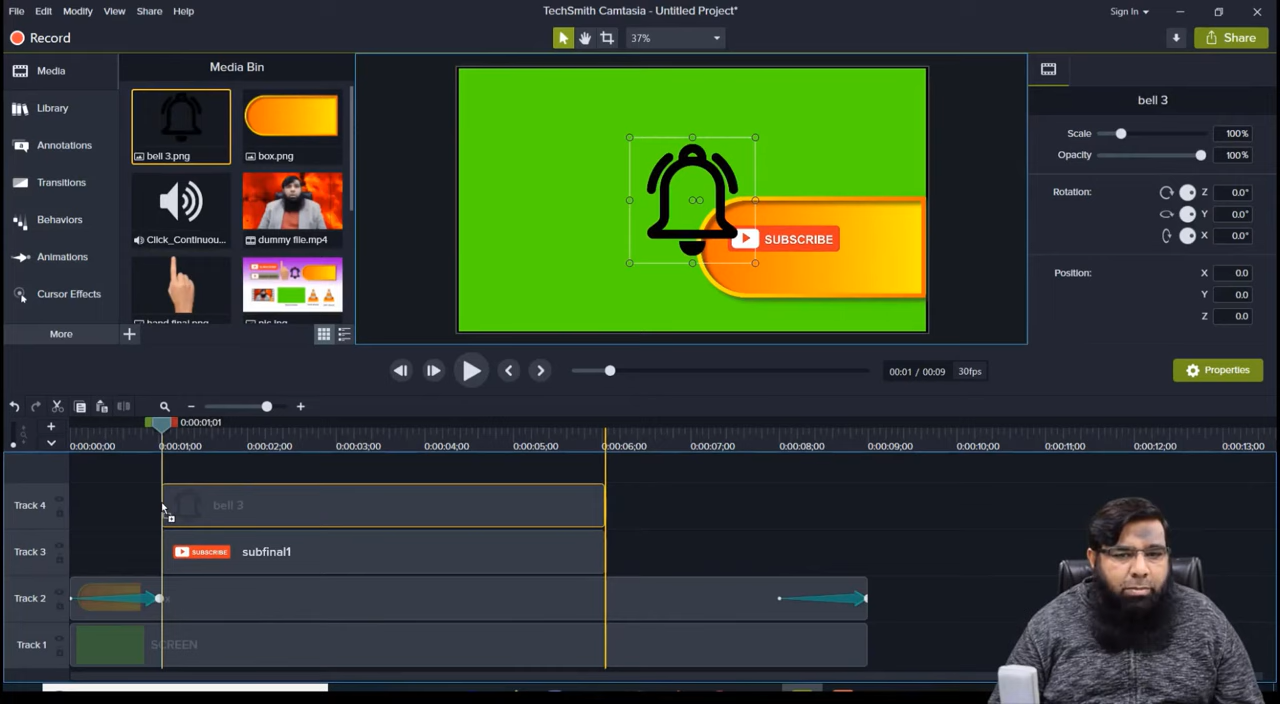 File Edit Modify View Share Help
TechSmith Camtasia - Untitled Project*
Sign In
Record
37%
Share
Media
Library
Annotations
Transitions
Behaviors
Animations
Cursor Effects
More
Media Bin
bell 3.png
box.png
Click_Continuou...
dummy file.mp4
SUBSCRIBE
bell 3
Scale 100%
Opacity 100%
Rotation: Z 0.0°
Y 0.0°
X 0.0°
Position: X 0.0
Y 0.0
Z 0.0
00:01 / 00:09 30fps
Properties
0:00:01;01
0:00:00;00 0:00:01;00 0:00:02;00 0:00:03;00 0:00:04;00 0:00:05;00 0:00:06;00 0:00:07;00 0:00:08;00 0:00:09;00 0:00:10;00 0:00:11;00 0:00:12;00 0:00:13;00
Track 4 bell 3
Track 3 SUBSCRIBE subfinal1
Track 2
Track 1 SCREEN